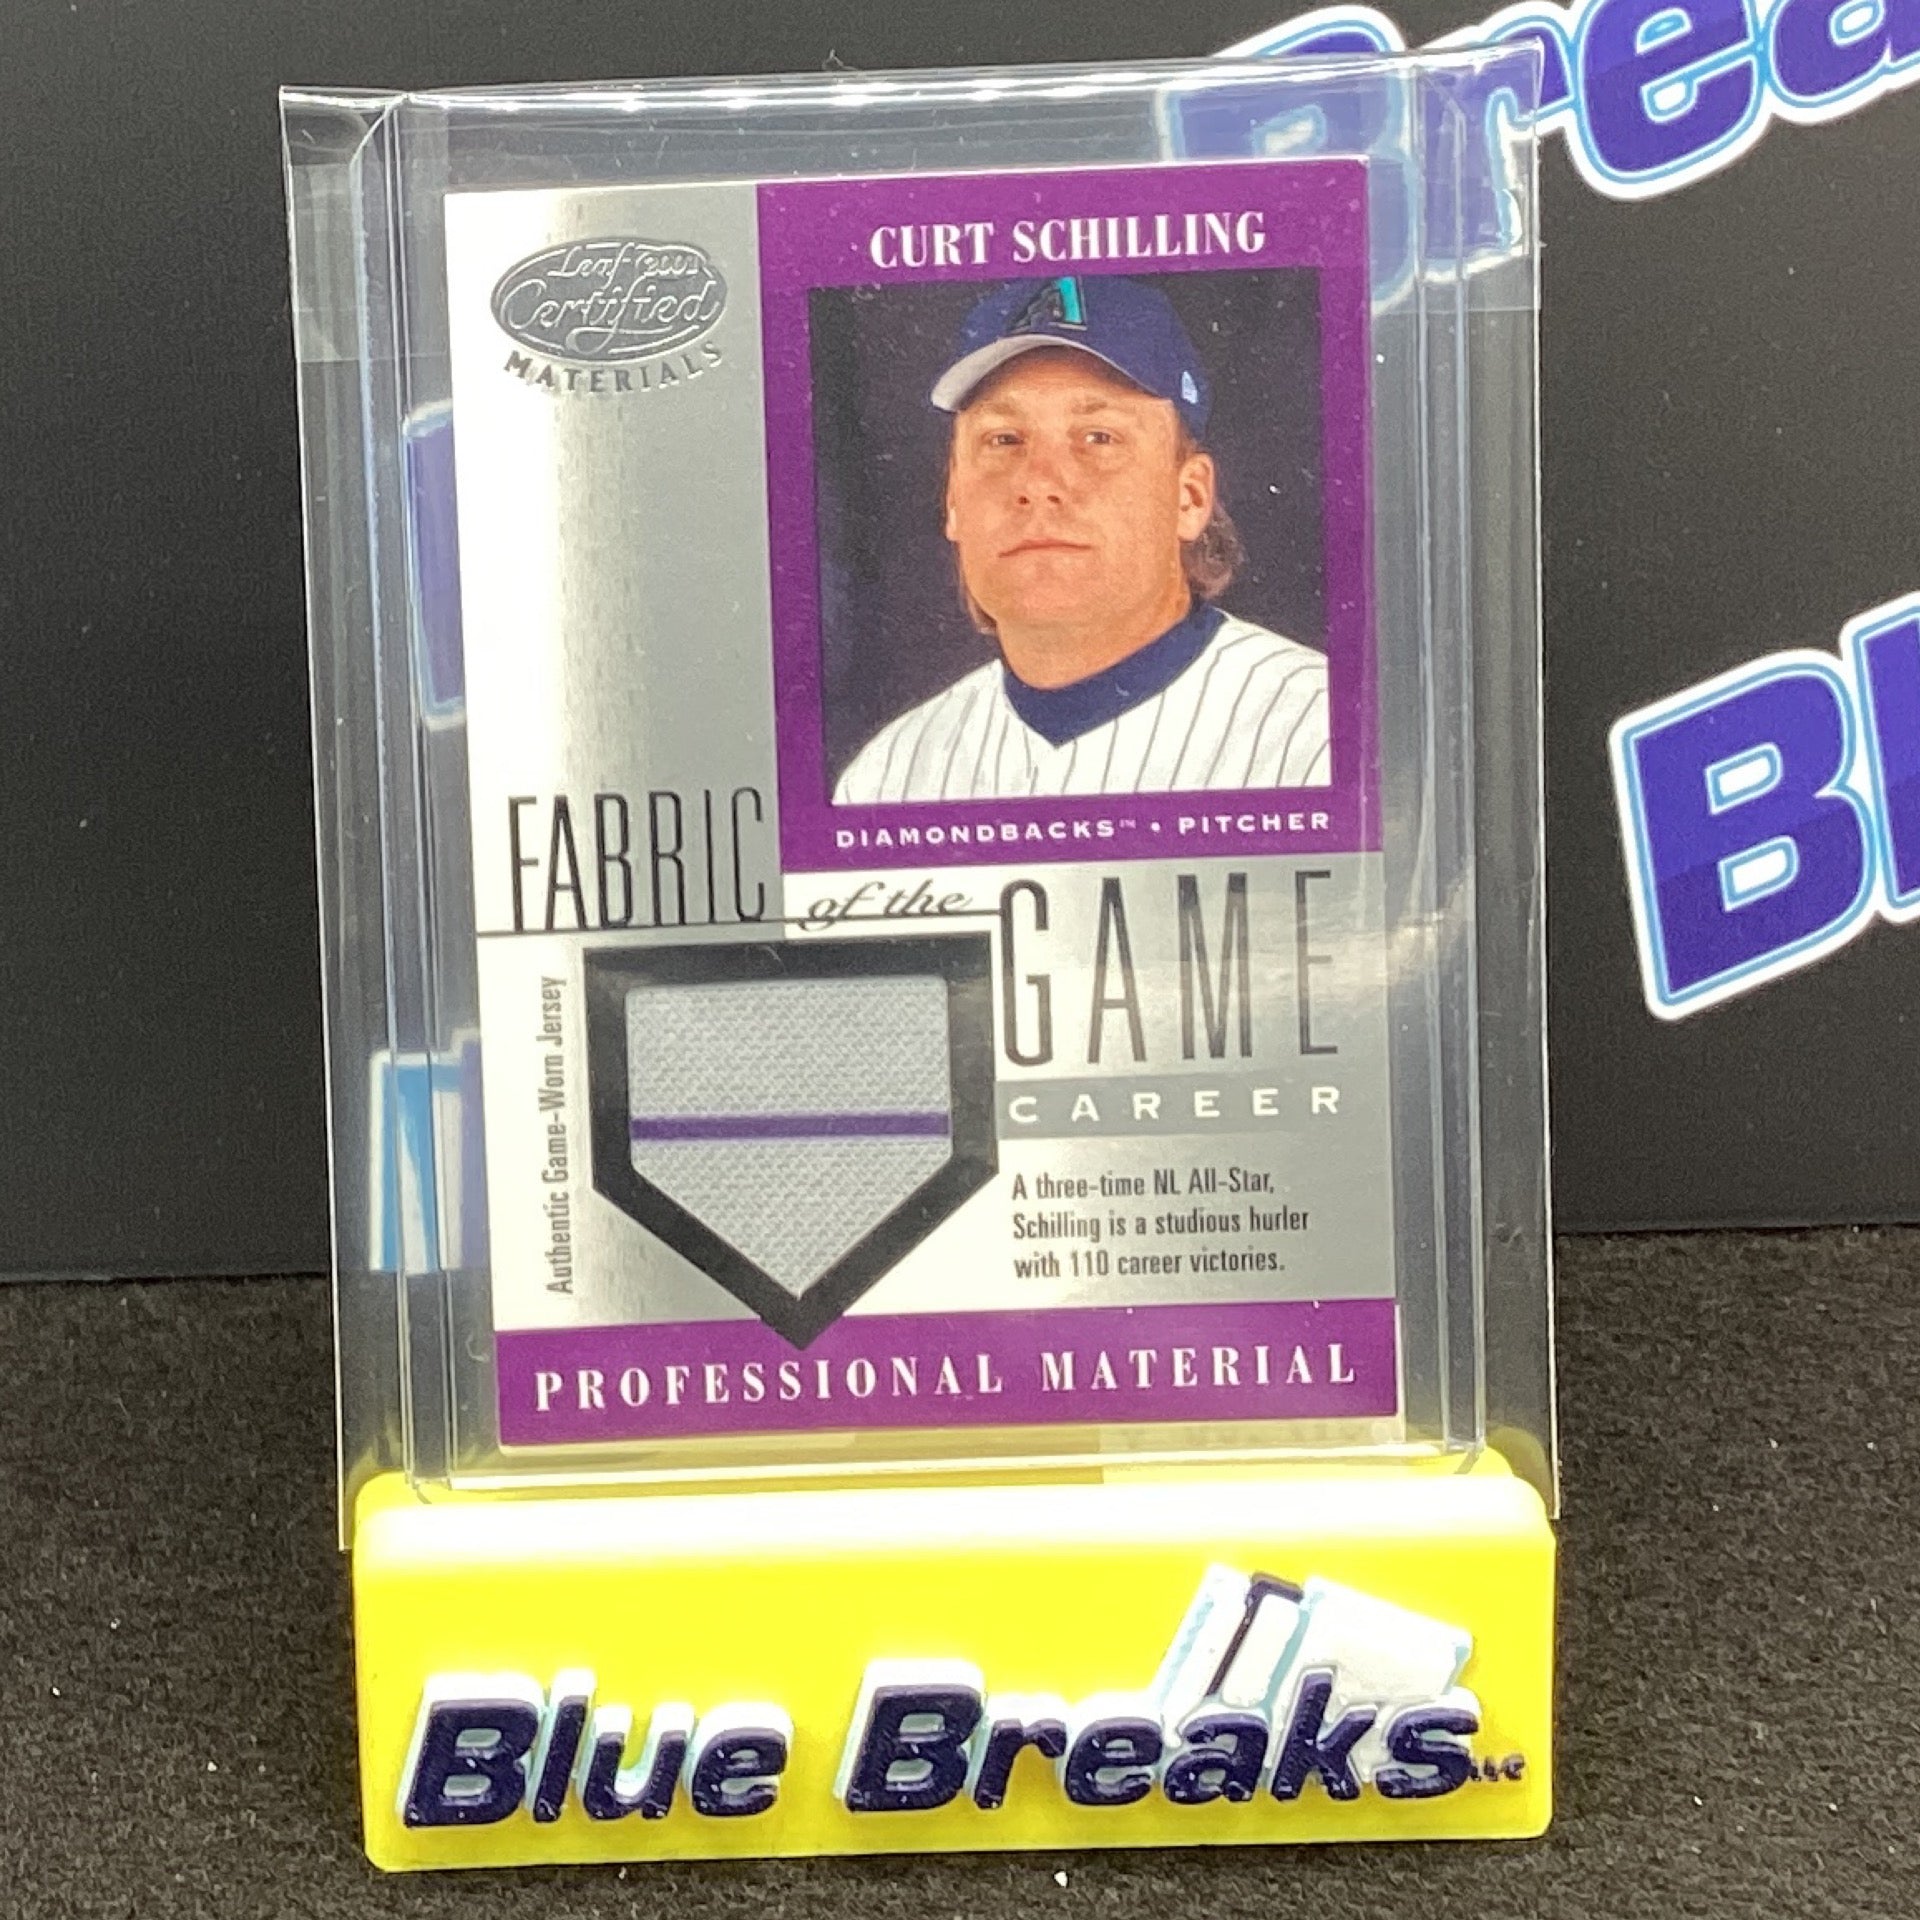 Leaf 2001
Certified
MATERIALS
CURT SCHILLING
DIAMONDBACKS™ • PITCHER
FABRIC of the GAME
CAREER
Authentic Game-Worn Jersey
A three-time NL All-Star,
Schilling is a studious hurler
with 110 career victories.
PROFESSIONAL MATERIAL
Blue Breaks LLC